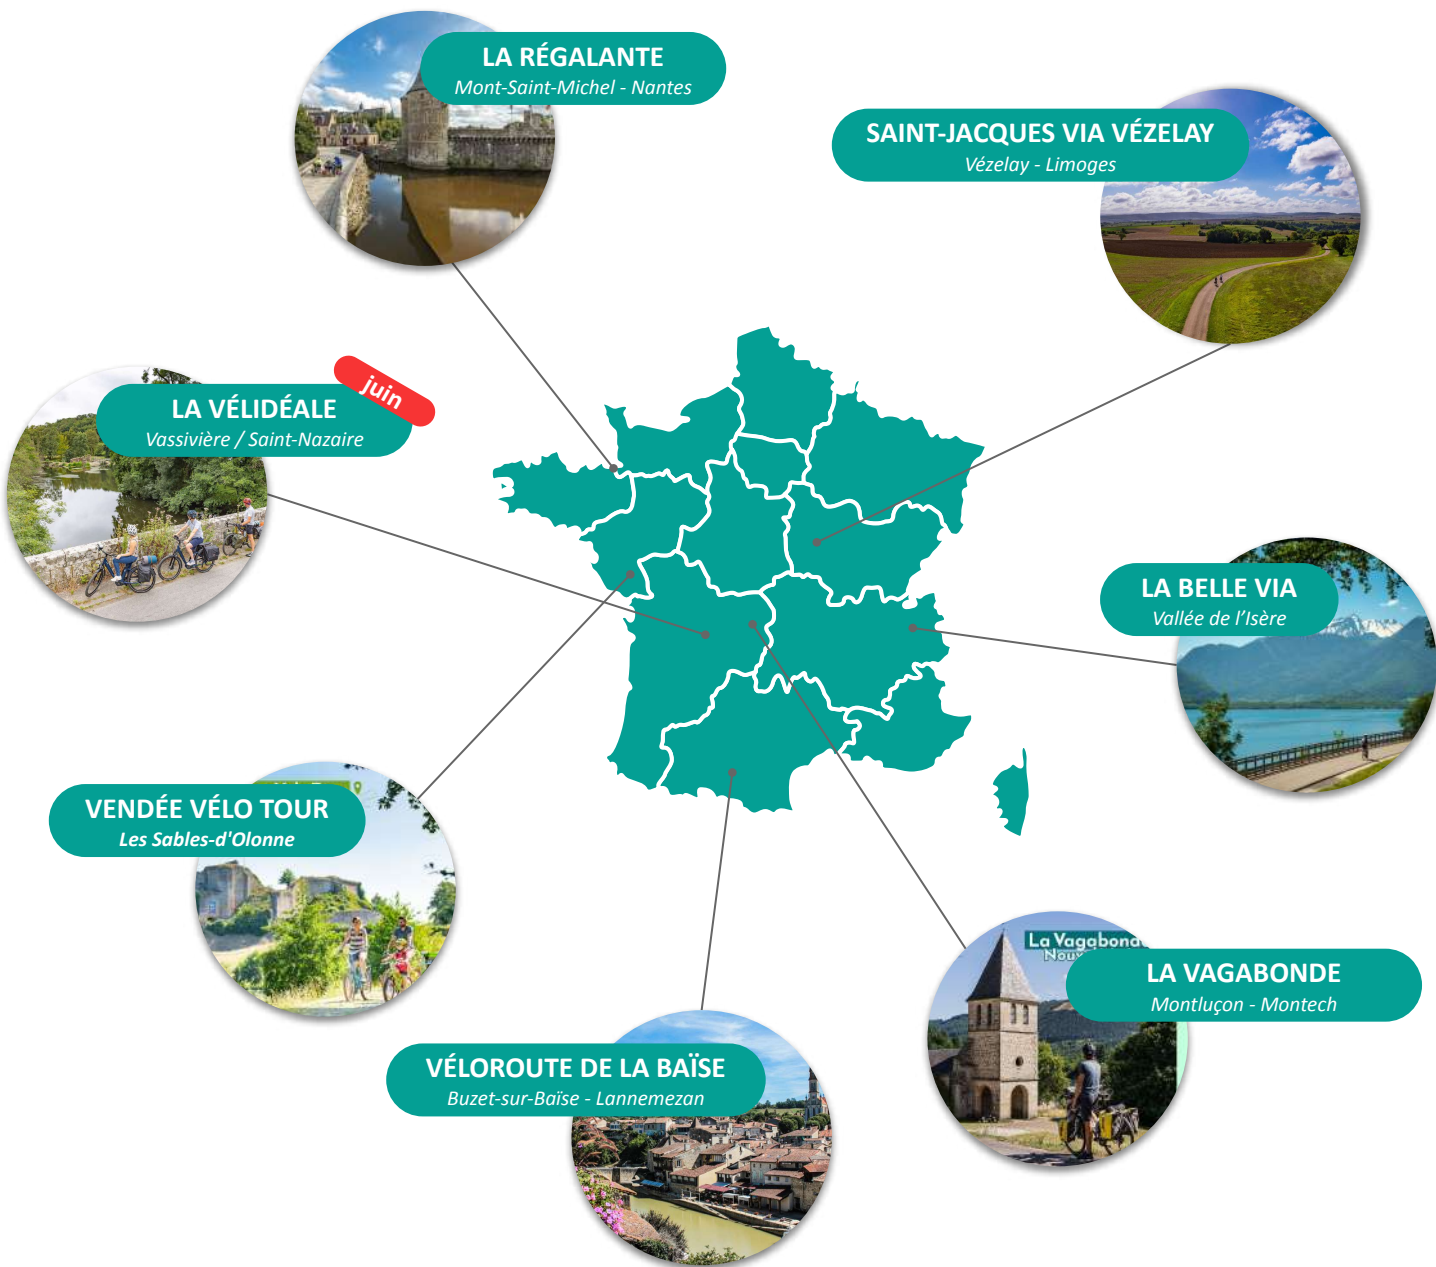 LA RÉGALANTE
Mont-Saint-Michel - Nantes
SAINT-JACQUES VIA VÉZELAY
Vézelay - Limoges
juin
LA VÉLIDÉALE
Vassivière / Saint-Nazaire
LA BELLE VIA
Vallée de l'Isère
VENDÉE VÉLO TOUR
Les Sables-d'Olonne
La Vagabonde
LA VAGABONDE
Montluçon - Montech
VÉLOROUTE DE LA BAÏSE
Buzet-sur-Baïse - Lannemezan